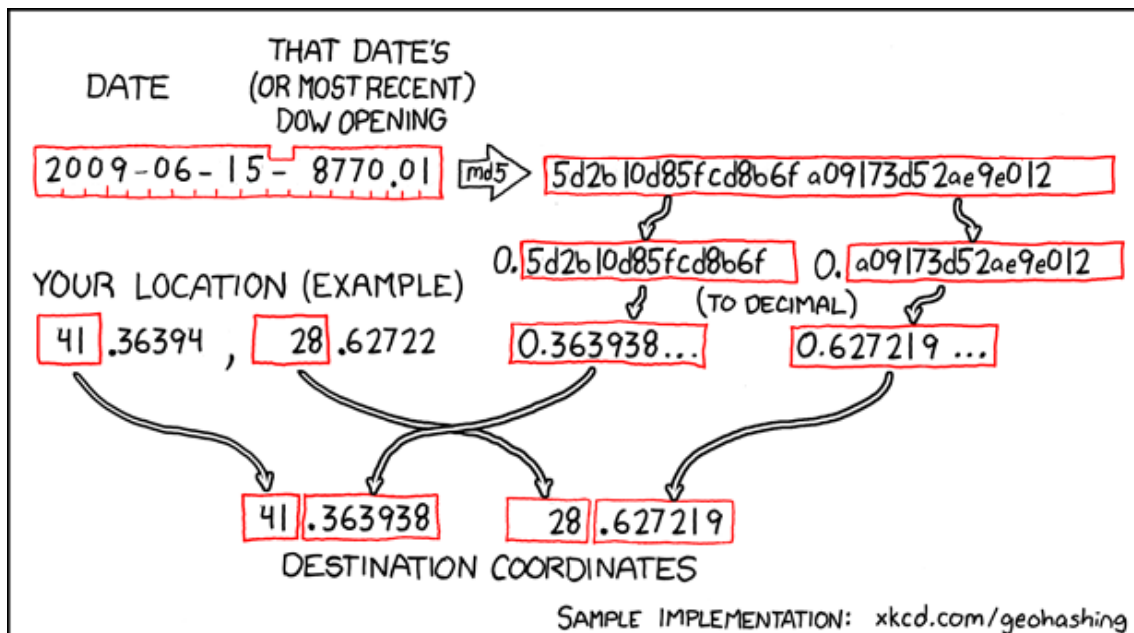 DATE
THAT DATE'S
(OR MOST RECENT)
DOW OPENING
2009-06-15-8770.01
md5
5d2b10d85fcd8b6fa09173d52ae9e012
0.5d2b10d85fcd8b6f
0.a09173d52ae9e012
(TO DECIMAL)
YOUR LOCATION (EXAMPLE)
41.36394, 28.62722
0.363938...
0.627219...
41.363938
28.627219
DESTINATION COORDINATES
SAMPLE IMPLEMENTATION: xkcd.com/geohashing